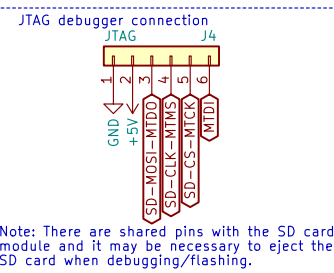 JTAG debugger connection
JTAG J4
1 2 3 4 5 6
GND
+5V
SD-MOSI-MTDO
SD-CLK-MTMS
SD-CS-MTCK
MTDI
Note: There are shared pins with the SD card
module and it may be necessary to eject the
SD card when debugging/flashing.